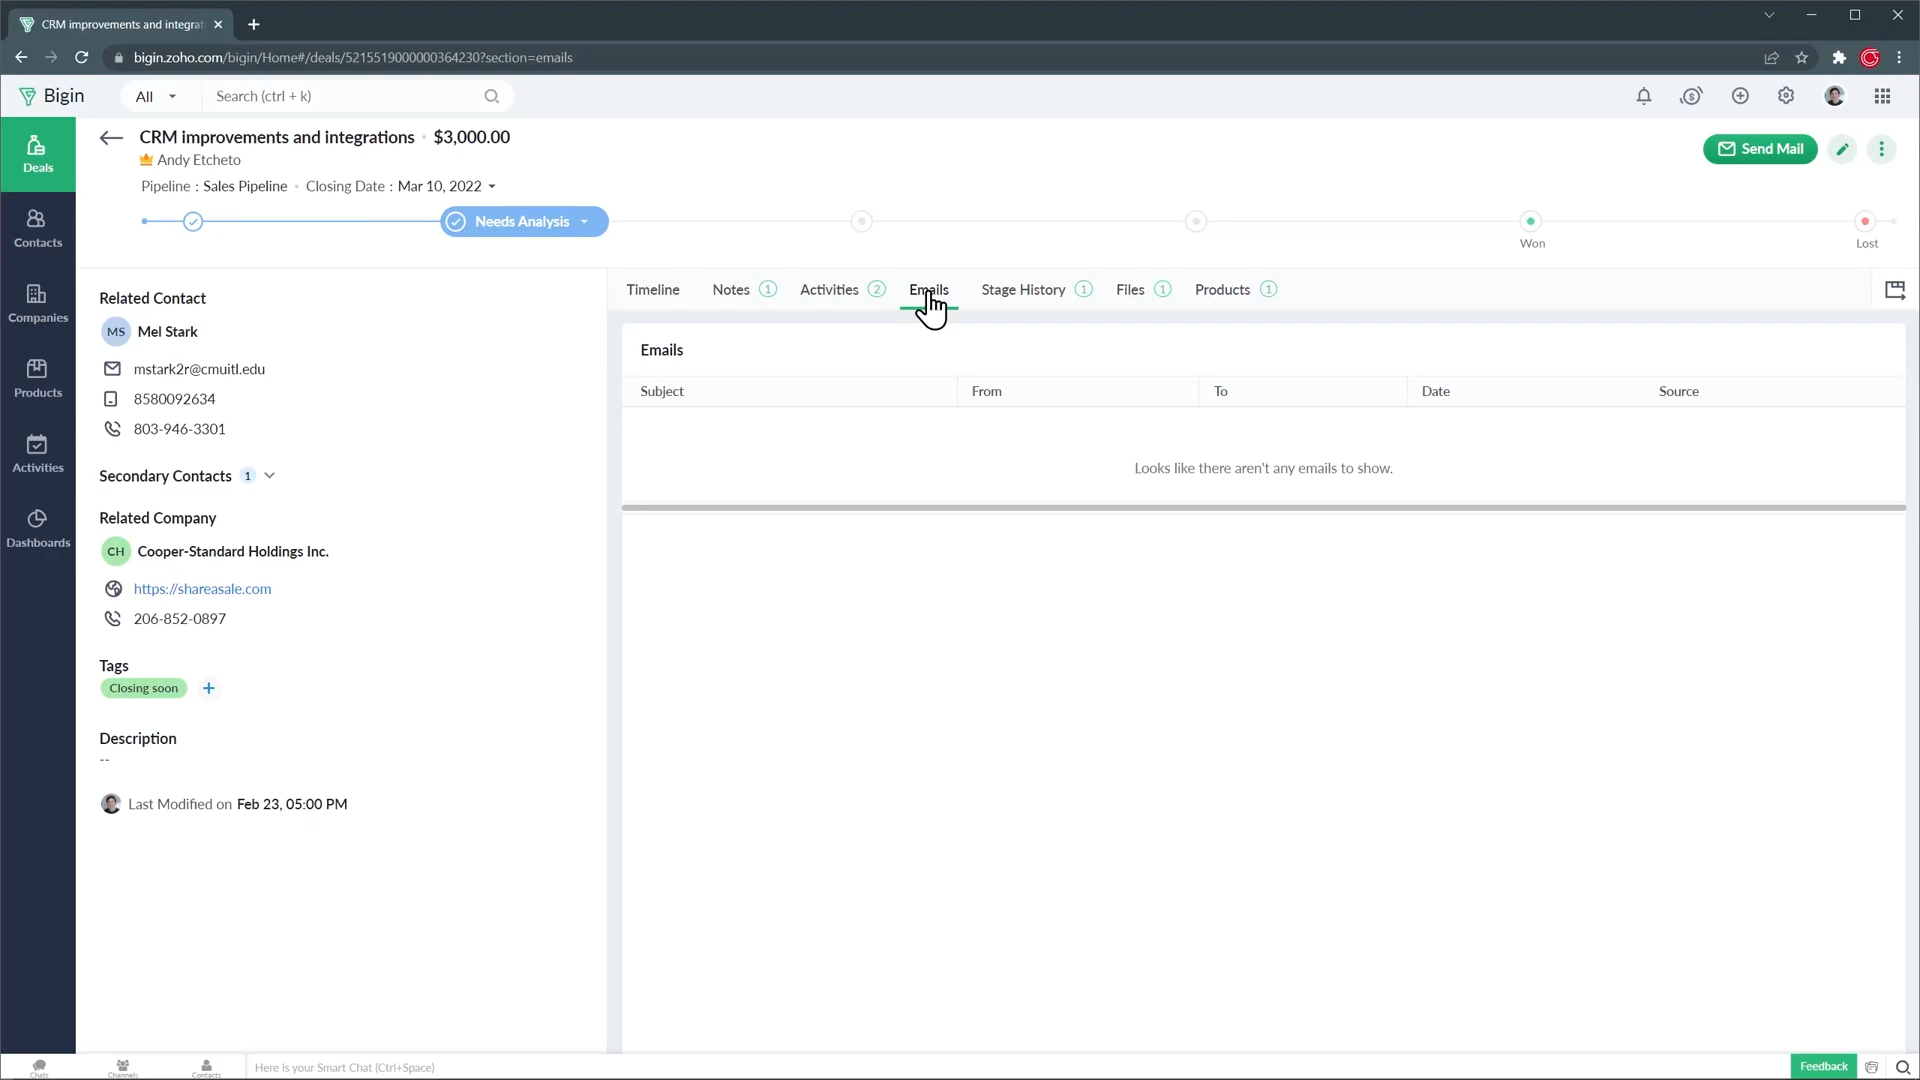 CRM improvements and integrati
bigin.zoho.com/bigin/Home#/deals/5215519000000364230?section=emails
Bigin
All
Search (ctrl + k)
CRM improvements and integrations • $3,000.00
Andy Etcheto
Pipeline : Sales Pipeline • Closing Date : Mar 10, 2022
Send Mail
Needs Analysis
Won
Lost
Deals
Contacts
Companies
Products
Activities
Dashboards
Related Contact
MS Mel Stark
mstark2r@cmuitl.edu
8580092634
803-946-3301
Secondary Contacts 1
Related Company
CH Cooper-Standard Holdings Inc.
https://shareasale.com
206-852-0897
Tags
Closing soon +
Description
--
Last Modified on Feb 23, 05:00 PM
Timeline Notes 1 Activities 2 Emails Stage History 1 Files 1 Products 1
Emails
Subject From To Date Source
Looks like there aren't any emails to show.
Chats Channels Contacts
Here is your Smart Chat (Ctrl+Space)
Feedback